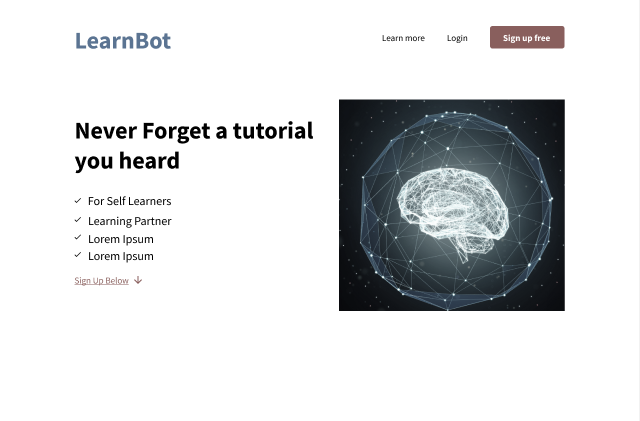 LearnBot
Learn more
Login
Sign up free
Never Forget a tutorial
you heard
For Self Learners
Learning Partner
Lorem Ipsum
Lorem Ipsum
Sign Up Below